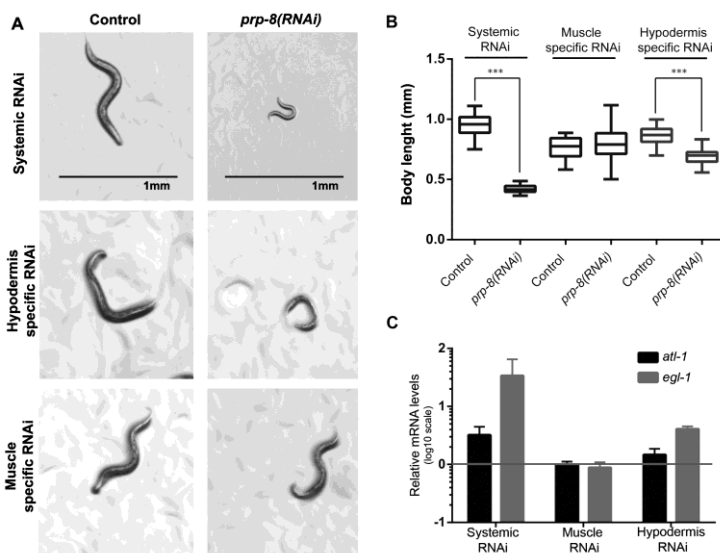 A
Control
prp-8(RNAi)
Systemic RNAi
1mm
1mm
Hypodermis
specific RNAi
Muscle
specific RNAi
B
Systemic
RNAi
Muscle
specific RNAi
Hypodermis
specific RNAi
***
***
Body lenght (mm)
1.5
1.0
0.5
0.0
Control
prp-8(RNAi)
Control
prp-8(RNAi)
Control
prp-8(RNAi)
C
atl-1
egl-1
Relative mRNA levels
(log10 scale)
2
1
0
-1
Systemic
RNAi
Muscle
RNAi
Hypodermis
RNAi